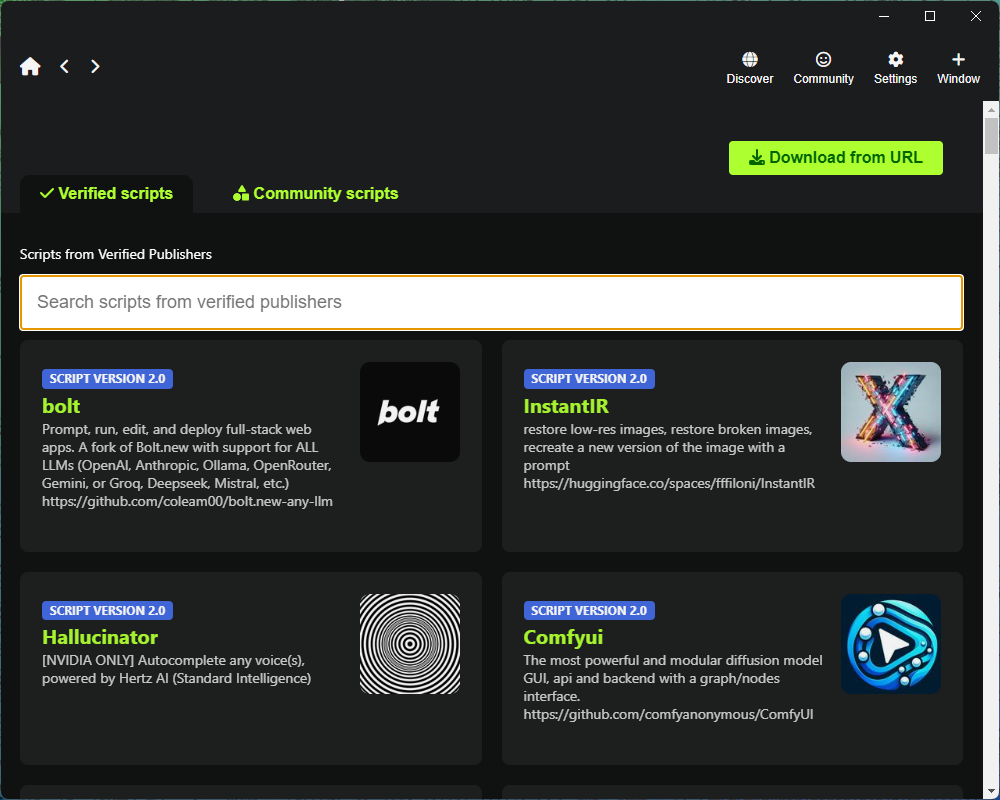 Discover Community Settings Window
Download from URL
Verified scripts Community scripts
Scripts from Verified Publishers
Search scripts from verified publishers
SCRIPT VERSION 2.0
bolt
Prompt, run, edit, and deploy full-stack web
apps. A fork of Bolt.new with support for ALL
LLMs (OpenAI, Anthropic, Ollama, OpenRouter,
Gemini, or Groq, Deepseek, Mistral, etc.)
https://github.com/coleam00/bolt.new-any-llm
bolt
SCRIPT VERSION 2.0
InstantIR
restore low-res images, restore broken images,
recreate a new version of the image with a
prompt
https://huggingface.co/spaces/fffiloni/InstantIR
X
SCRIPT VERSION 2.0
Hallucinator
[NVIDIA ONLY] Autocomplete any voice(s),
powered by Hertz AI (Standard Intelligence)
SCRIPT VERSION 2.0
Comfyui
The most powerful and modular diffusion model
GUI, api and backend with a graph/nodes
interface.
https://github.com/comfyanonymous/ComfyUI